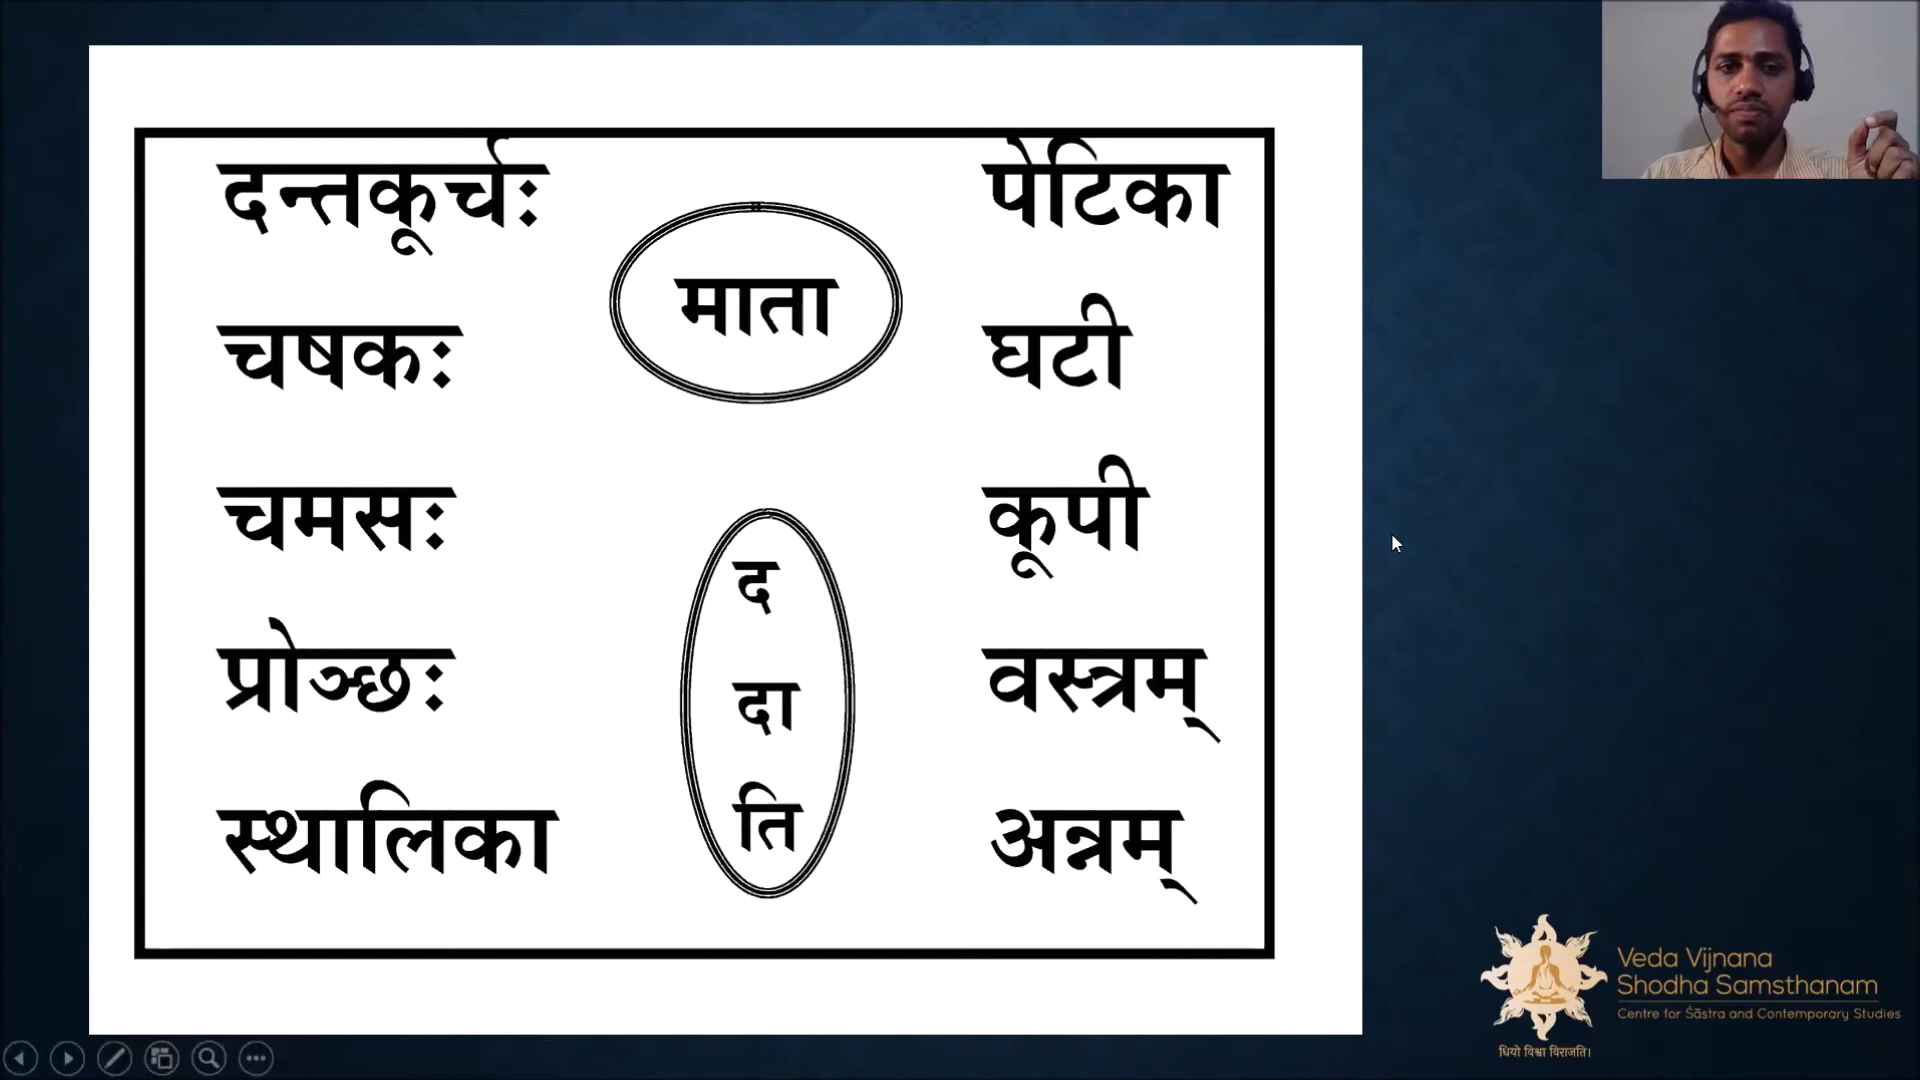 दन्तकूर्चः
चषकः
चमसः
प्रोञ्छः
स्थालिका
माता
द
दा
ति
पेटिका
घटी
कूपी
वस्त्रम्
अन्नम्
Veda Vijnana
Shodha Samsthanam
Centre for Śāstra and Contemporary Studies
धियो विश्वा विराजति।